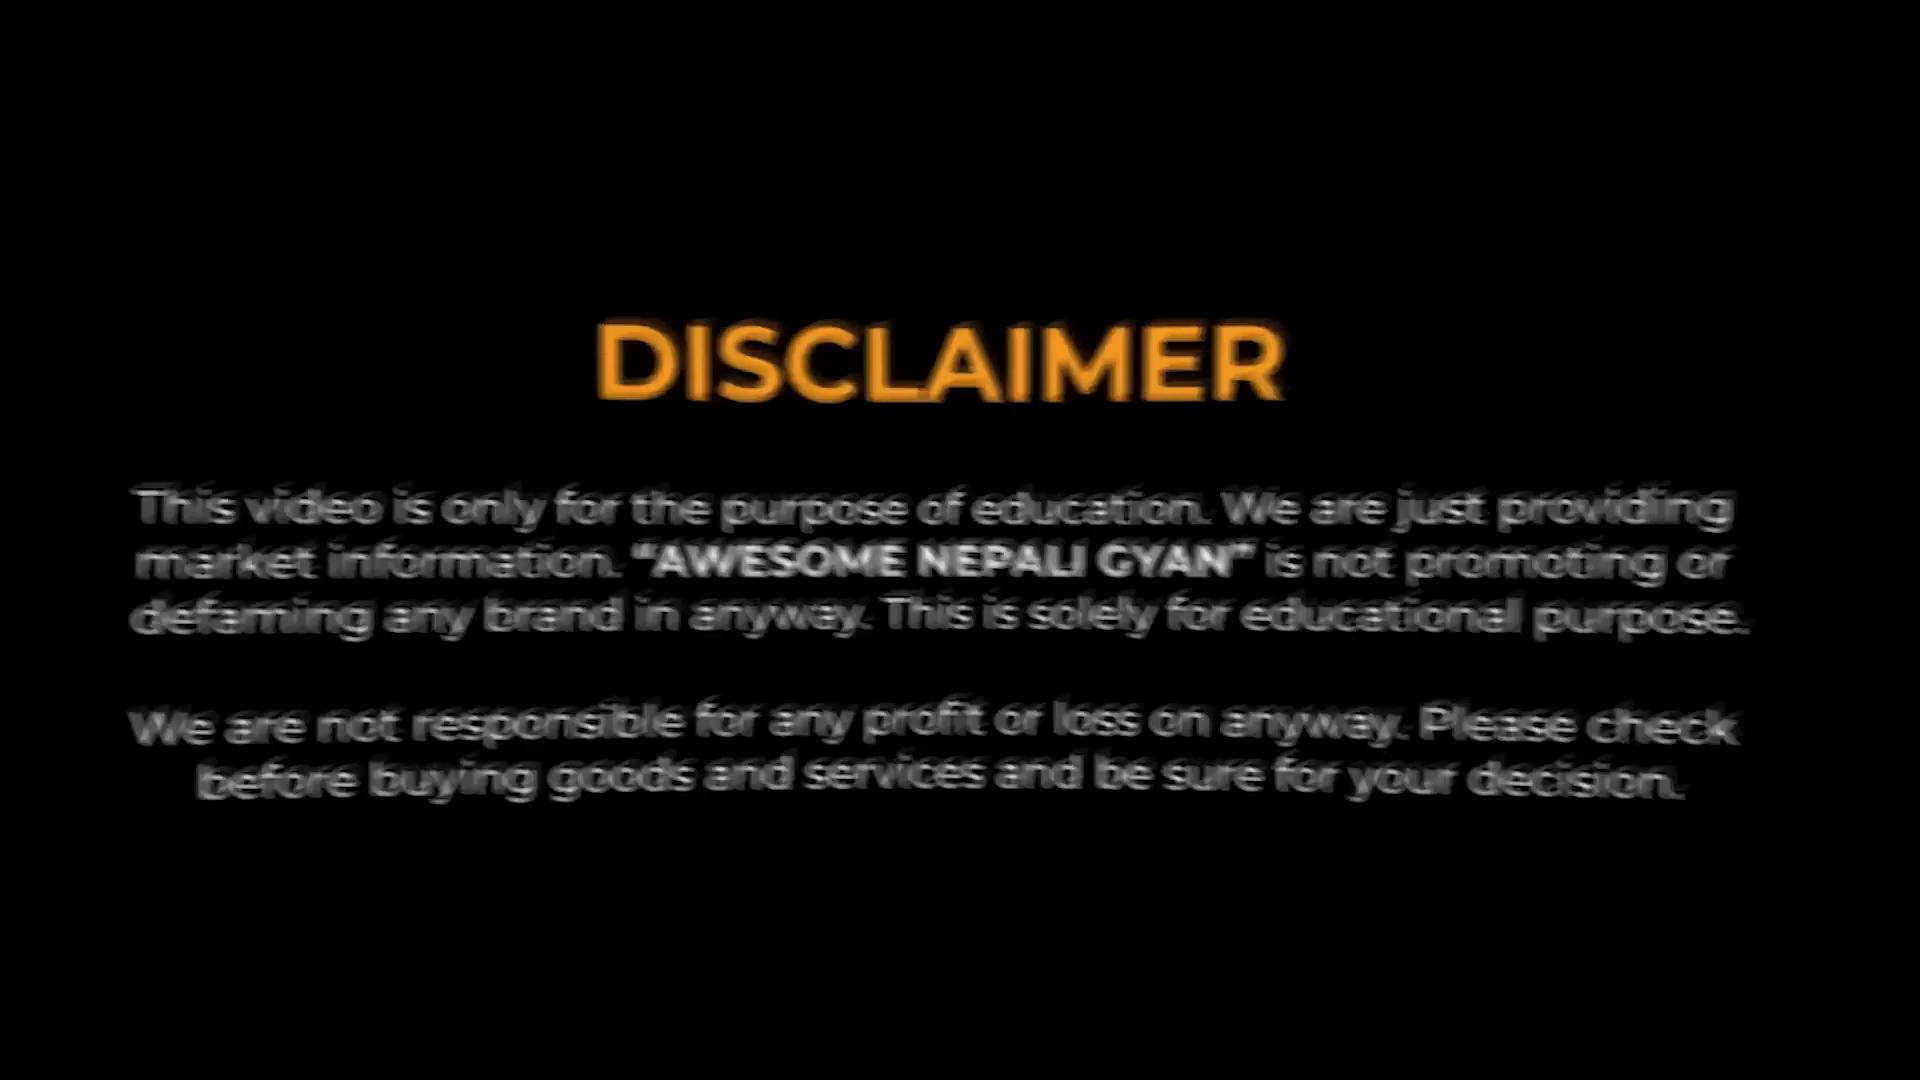 DISCLAIMER
This video is only for the purpose of education. We are just providing
market information. “AWESOME NEPALI GYAN” is not promoting or
defaming any brand in anyway. This is solely for educational purpose.
We are not responsible for any profit or loss on anyway. Please check
before buying goods and services and be sure for your decision.